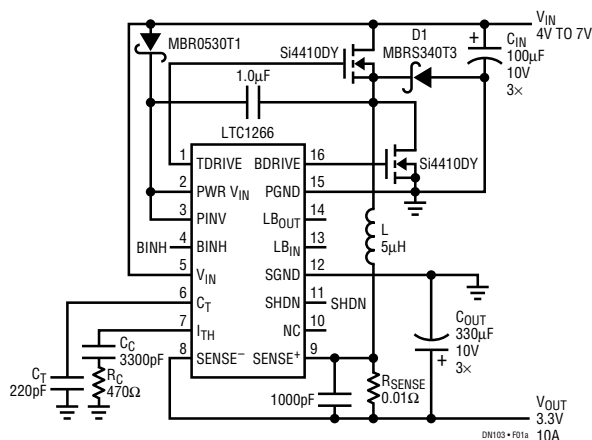 VIN
4V TO 7V
MBR0530T1
Si4410DY
D1
MBRS340T3
+
CIN
100µF
10V
3×
1.0µF
LTC1266
Si4410DY
1 TDRIVE
BDRIVE 16
2 PWR VIN
PGND 15
3 PINV
LBOUT 14
BINH 4 BINH
LBIN 13
5 VIN
SGND 12
6 CT
SHDN 11 SHDN
7 ITH
NC 10
8 SENSE–
SENSE+ 9
L
5µH
COUT
330µF
10V
3×
+
CC
3300pF
CT
220pF
RC
470Ω
1000pF
RSENSE
0.01Ω
VOUT
3.3V
10A
DN103 • F01a